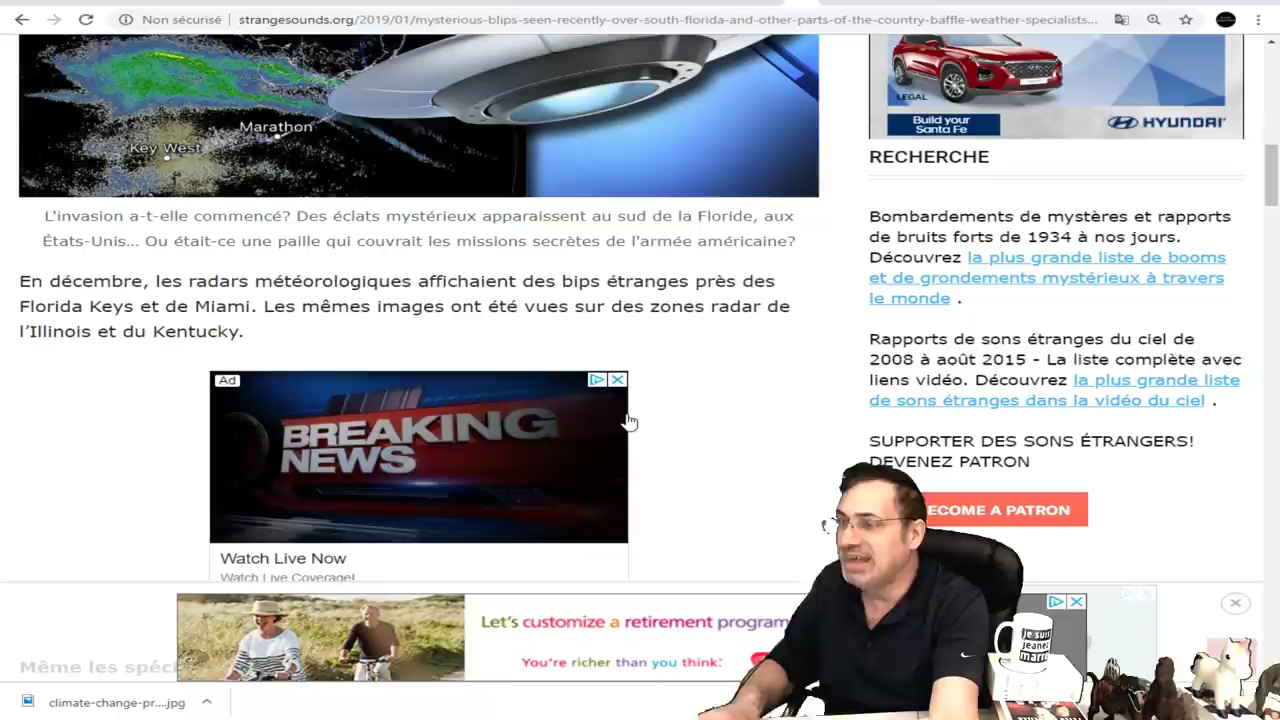 Non sécurisé
strangesounds.org/2019/01/mysterious-blips-seen-recently-over-south-florida-and-other-parts-of-the-country-baffle-weather-specialists...
Marathon
Key West
L'invasion a-t-elle commencé? Des éclats mystérieux apparaissent au sud de la Floride, aux
États-Unis... Ou était-ce une paille qui couvrait les missions secrètes de l'armée américaine?
En décembre, les radars météorologiques affichaient des bips étranges près des
Florida Keys et de Miami. Les mêmes images ont été vues sur des zones radar de
l'Illinois et du Kentucky.
Ad
BREAKING
NEWS
Watch Live Now
Watch Live Coverage!
Let's customize a retirement program
You're richer than you think.
Même les spéc
climate-change-pr....jpg
LEGAL
Build your
Santa Fe
HYUNDAI
RECHERCHE
Bombardements de mystères et rapports
de bruits forts de 1934 à nos jours.
Découvrez la plus grande liste de booms
et de grondements mystérieux à travers
le monde .
Rapports de sons étranges du ciel de
2008 à août 2015 - La liste complète avec
liens vidéo. Découvrez la plus grande liste
de sons étranges dans la vidéo du ciel .
SUPPORTER DES SONS ÉTRANGERS!
DEVENEZ PATRON
ECOME A PATRON
je suis
jeanez